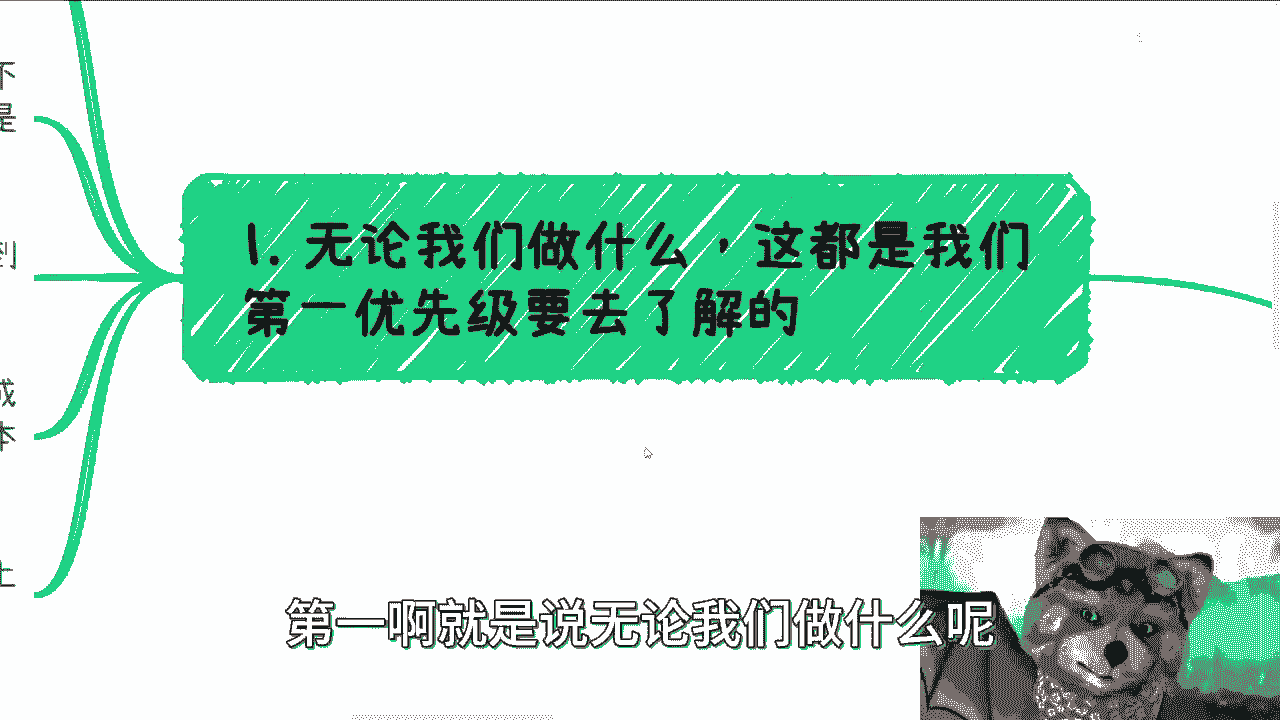 下
是
到
1. 无论我们做什么，这都是我们
第一优先级要去了解的
本
上
第一啊就是说无论我们做什么呢